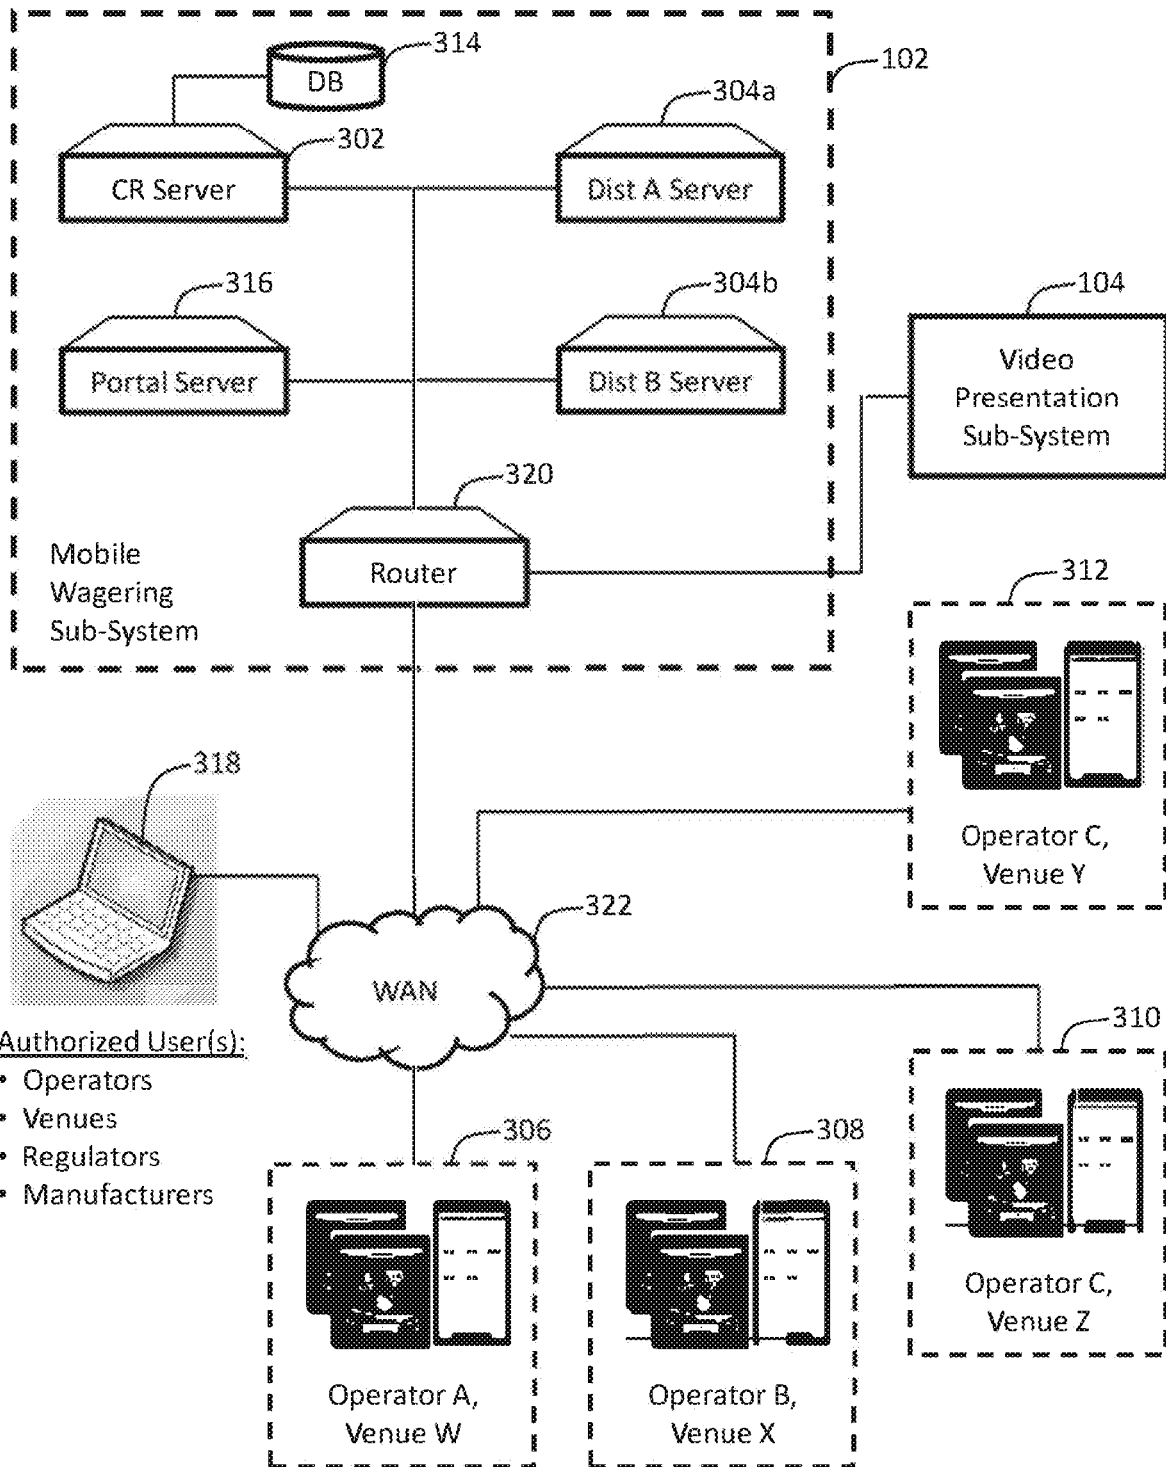 314
DB
102
304a
302
CR Server
Dist A Server
316
304b
104
Portal Server
Dist B Server
Video
Presentation
Sub-System
320
Mobile
Wagering
Sub-System
Router
312
318
Operator C,
Venue Y
322
WAN
310
Authorized User(s):
• Operators
• Venues
• Regulators
• Manufacturers
306
308
Operator C,
Venue Z
Operator A,
Venue W
Operator B,
Venue X